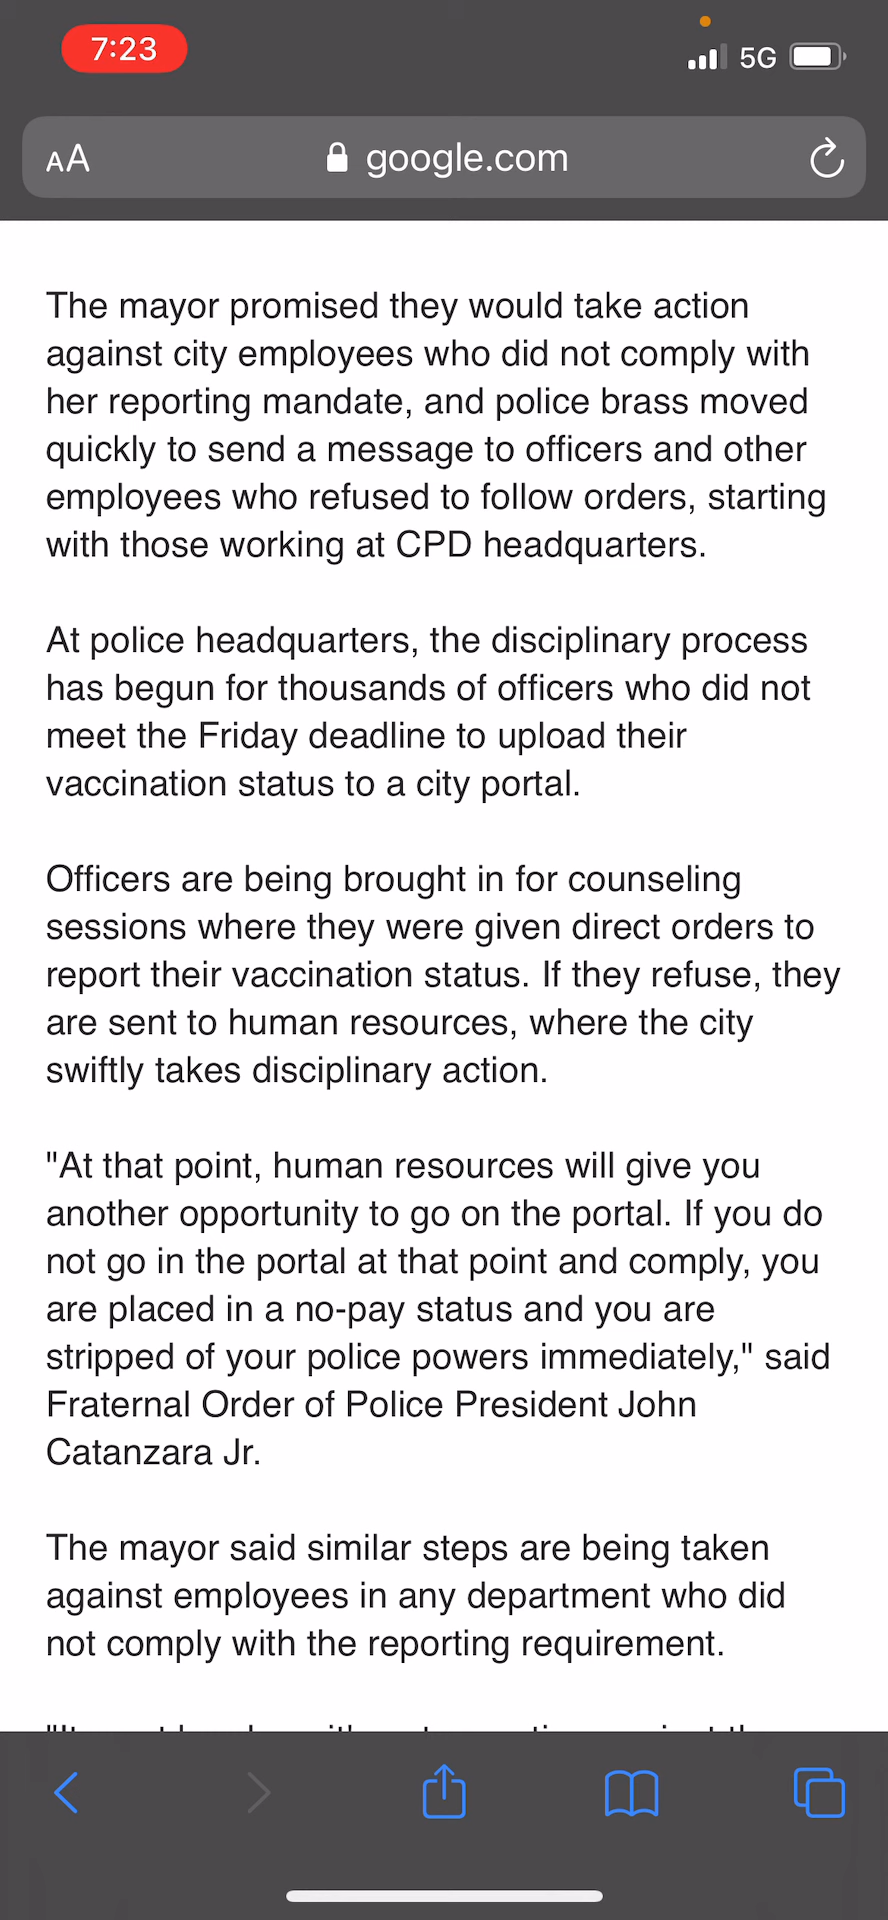 7:23
5G
AA
google.com
The mayor promised they would take action
against city employees who did not comply with
her reporting mandate, and police brass moved
quickly to send a message to officers and other
employees who refused to follow orders, starting
with those working at CPD headquarters.
At police headquarters, the disciplinary process
has begun for thousands of officers who did not
meet the Friday deadline to upload their
vaccination status to a city portal.
Officers are being brought in for counseling
sessions where they were given direct orders to
report their vaccination status. If they refuse, they
are sent to human resources, where the city
swiftly takes disciplinary action.
"At that point, human resources will give you
another opportunity to go on the portal. If you do
not go in the portal at that point and comply, you
are placed in a no-pay status and you are
stripped of your police powers immediately," said
Fraternal Order of Police President John
Catanzara Jr.
The mayor said similar steps are being taken
against employees in any department who did
not comply with the reporting requirement.